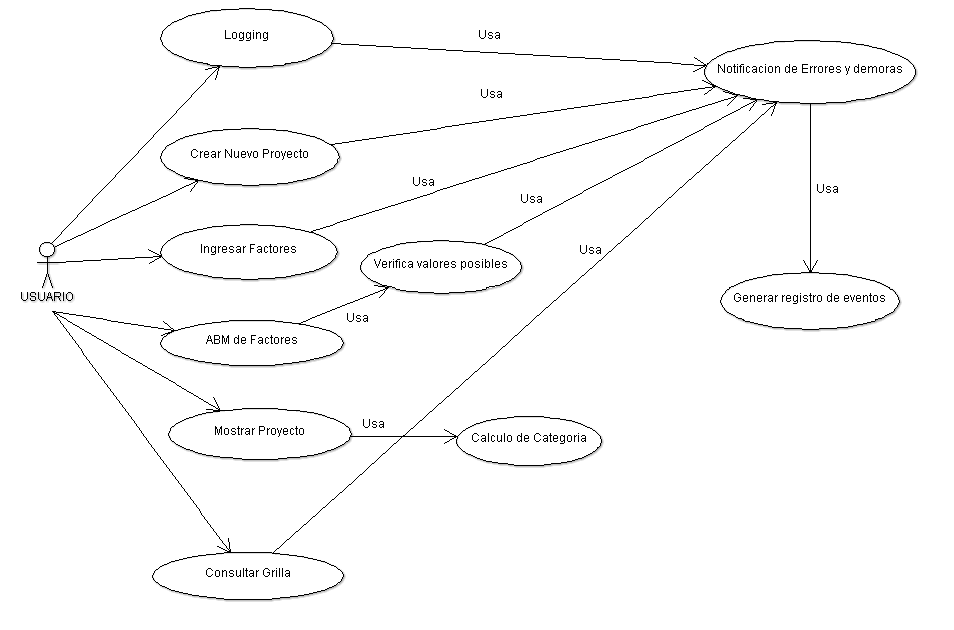 Logging
Usa
Notificacion de Errores y demoras
Usa
Crear Nuevo Proyecto
Usa
Usa
Usa
Ingresar Factores
Usa
Verifica valores posibles
USUARIO
Generar registro de eventos
Usa
ABM de Factores
Usa
Mostrar Proyecto
Calculo de Categoria
Consultar Grilla